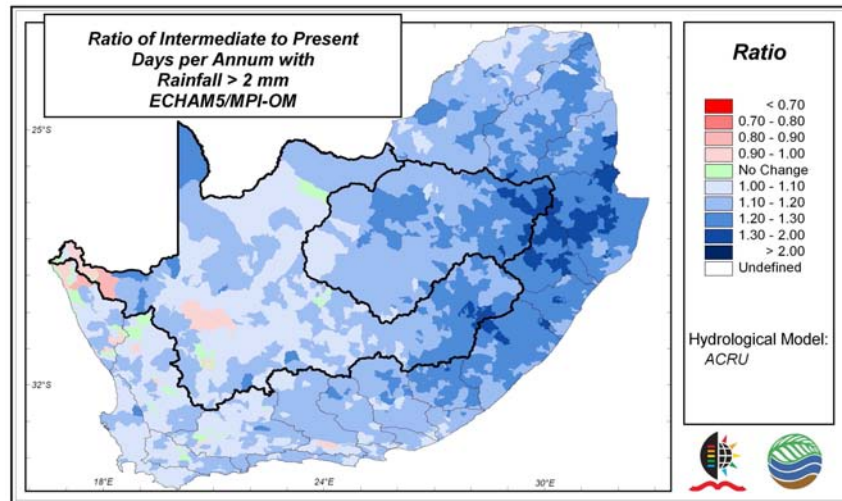 Ratio of Intermediate to Present
Days per Annum with
Rainfall > 2 mm
ECHAM5/MPI-OM
25°S
32°S
18°E
24°E
30°E
Ratio
< 0.70
0.70 - 0.80
0.80 - 0.90
0.90 - 1.00
No Change
1.00 - 1.10
1.10 - 1.20
1.20 - 1.30
1.30 - 2.00
> 2.00
Undefined
Hydrological Model:
ACRU